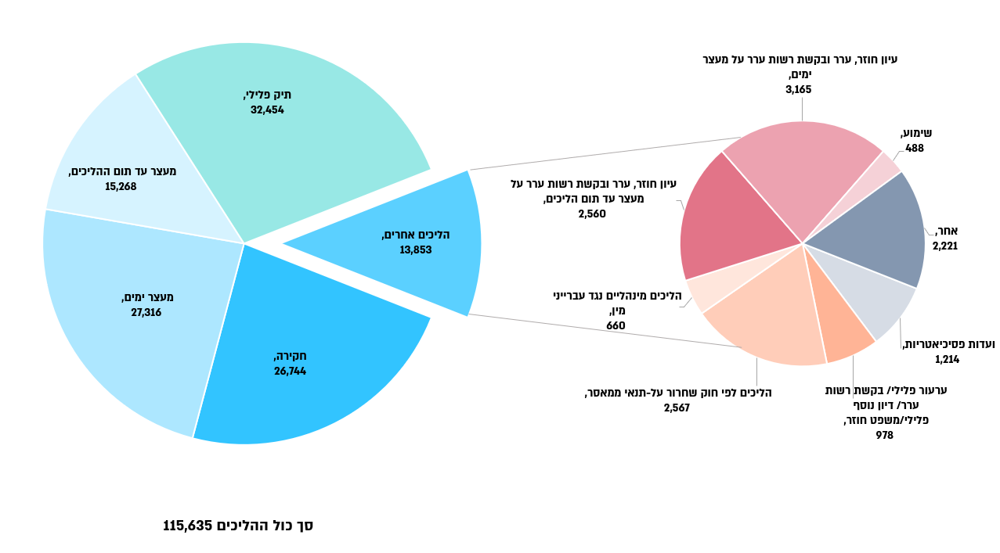 תיק פלילי,
32,454
מעצר עד תום ההליכים,
15,268
מעצר ימים,
27,316
חקירה,
26,744
הליכים אחרים,
13,853
עיון חוזר, ערר ובקשת רשות ערר על מעצר
ימים,
3,165
שימוע,
488
אחר,
2,221
ועדות פסיכיאטריות,
1,214
ערעור פלילי/ בקשת רשות
ערר/ דיון נוסף
פלילי/משפט חוזר,
978
הליכים לפי חוק שחרור על-תנאי ממאסר,
2,567
הליכים מינהליים נגד עברייני
מין,
660
עיון חוזר, ערר ובקשת רשות ערר על
מעצר עד תום הליכים,
2,560
סך כול ההליכים 115,635